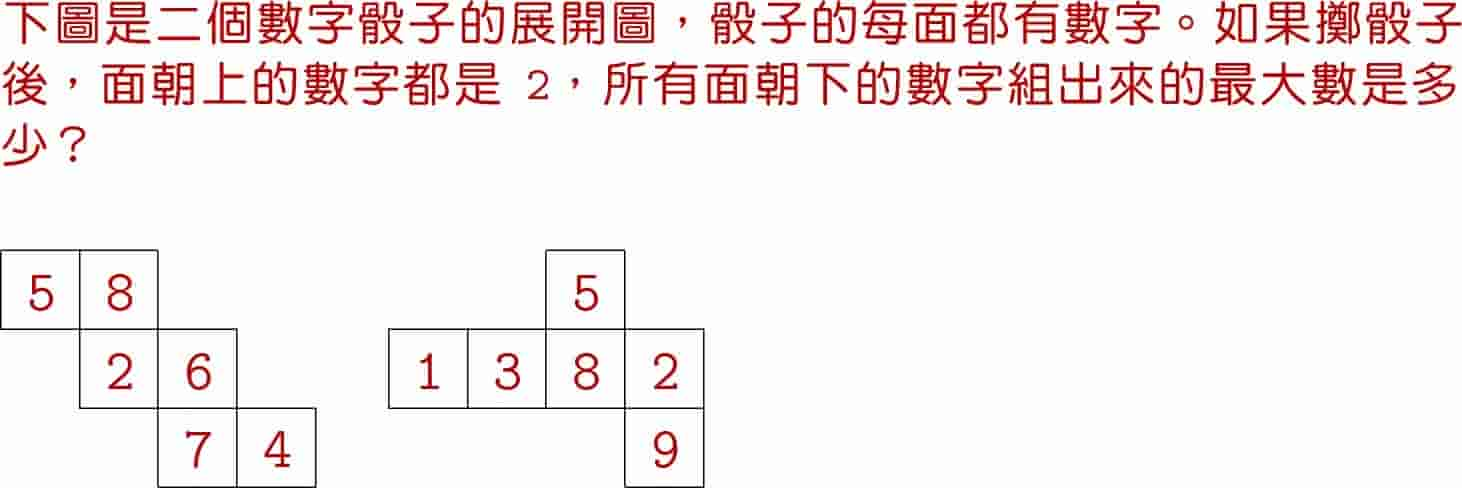 下圖是二個數字骰子的展開圖，骰子的每面都有數字。如果擲骰子
後，面朝上的數字都是 2，所有面朝下的數字組出來的最大數是多
少？
5 8 5
2 6 1 3 8 2
7 4 9